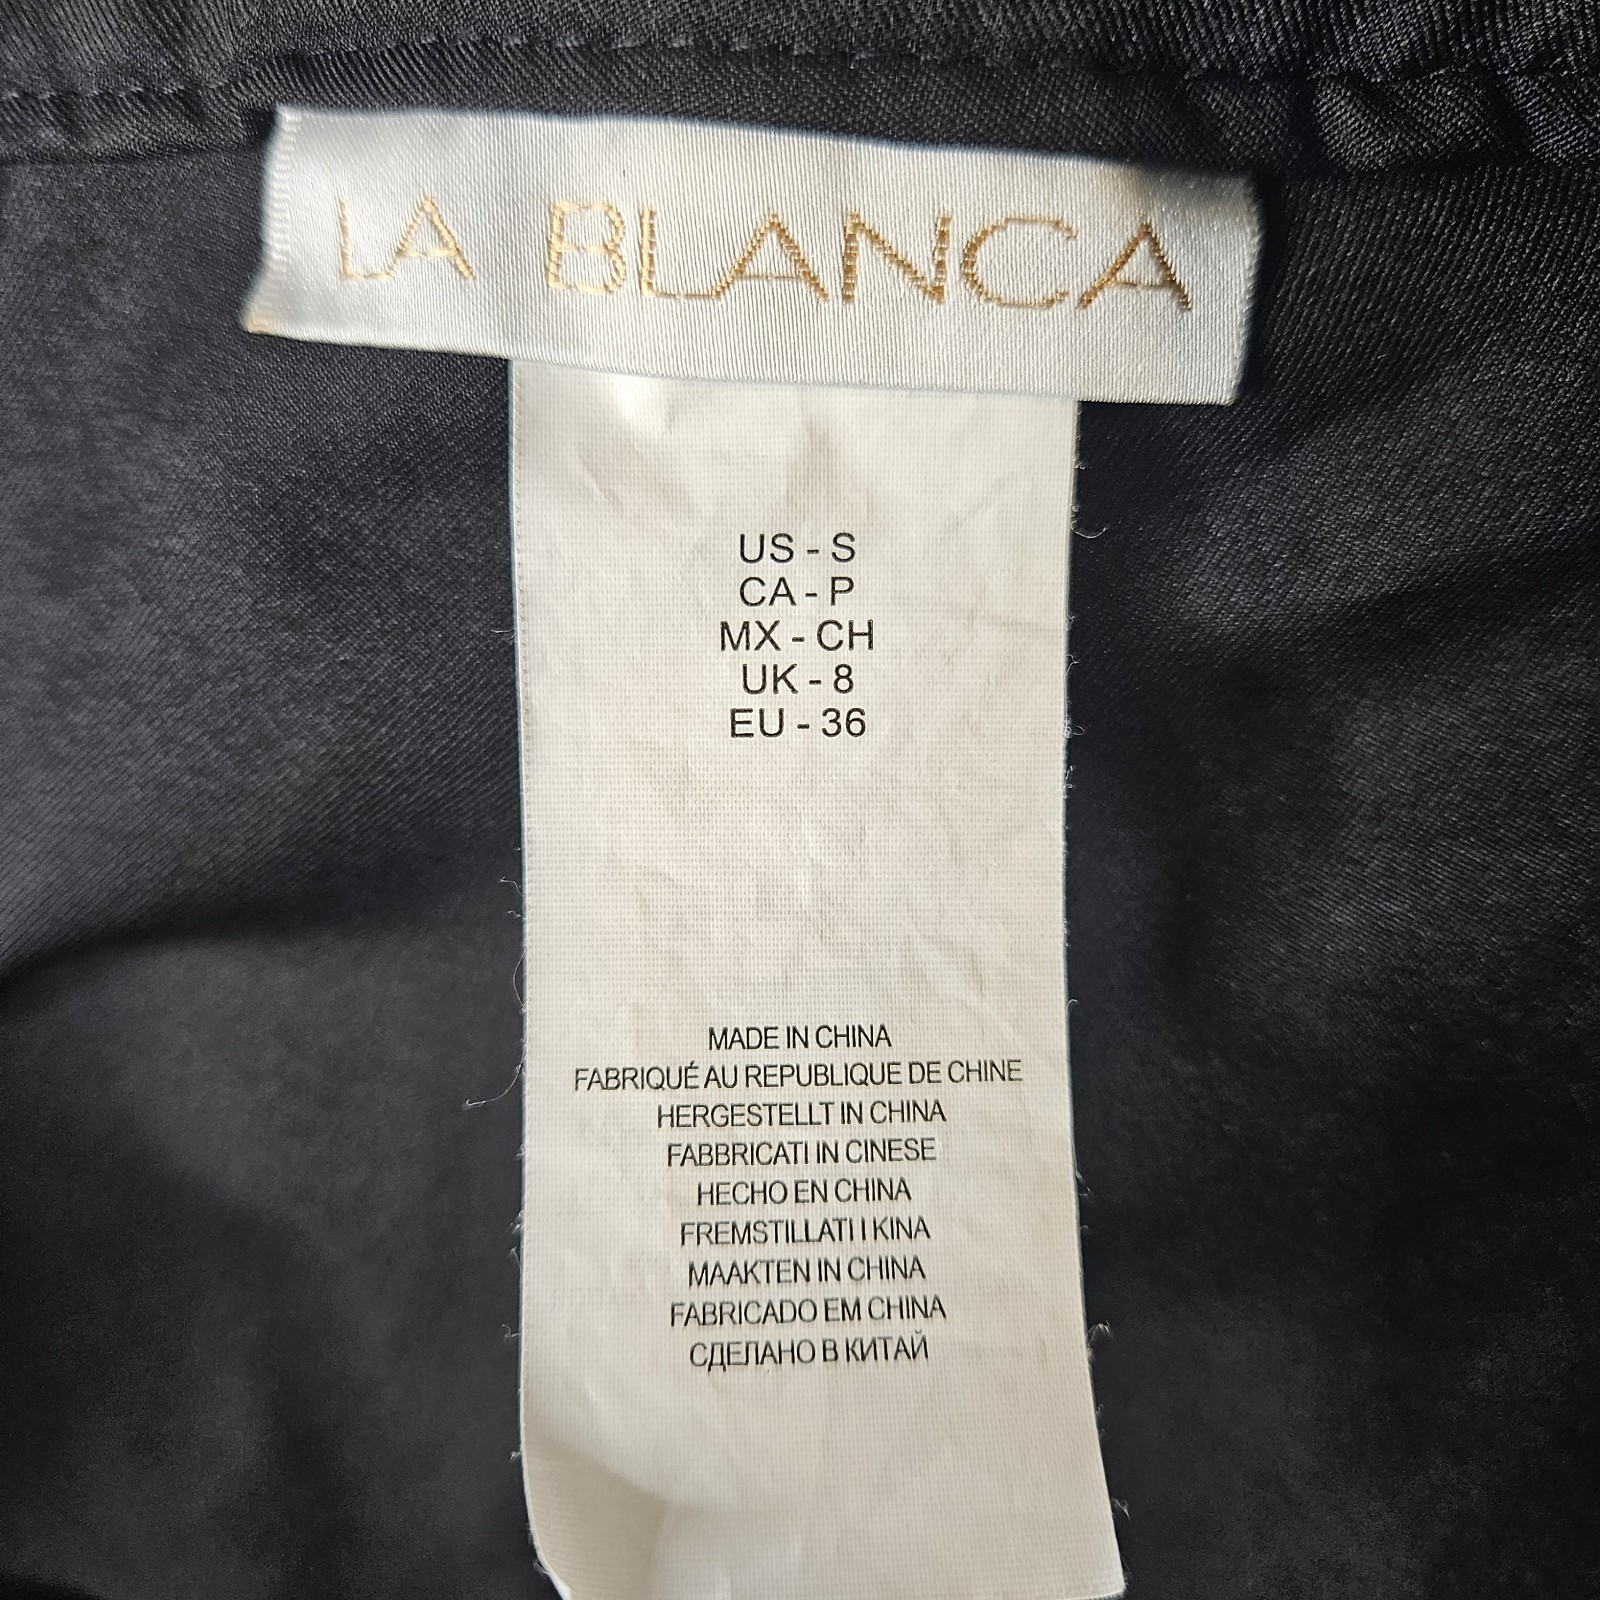 LA BLANCA
US - S
CA - P
MX - CH
UK - 8
EU - 36
MADE IN CHINA
FABRIQUÉ AU REPUBLIQUE DE CHINE
HERGESTELLT IN CHINA
FABBRICATI IN CINESE
HECHO EN CHINA
FREMSTILLATI I KINA
MAAKTEN IN CHINA
FABRICADO EM CHINA
СДЕЛАНО В КИТАЙ